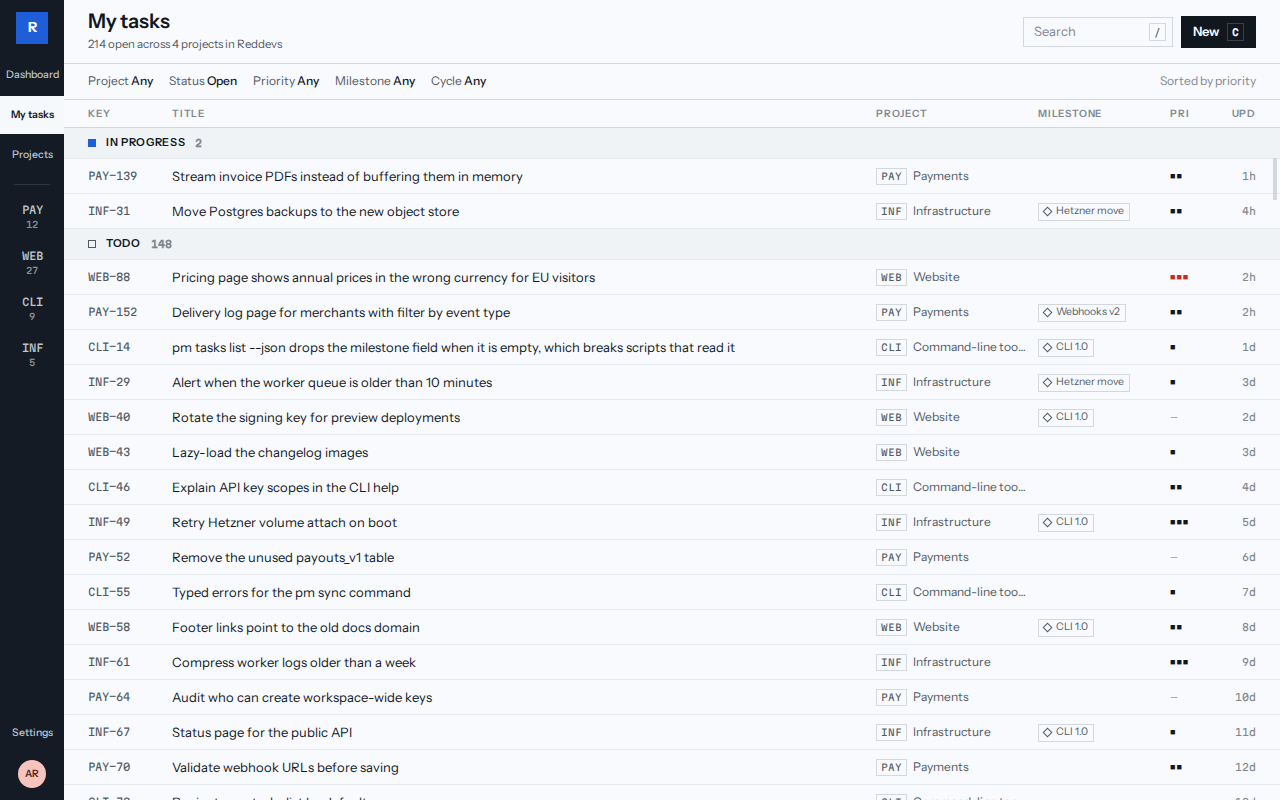 R
Dashboard
My tasks
Projects
PAY
12
WEB
27
CLI
9
INF
5
Settings
AR
My tasks
214 open across 4 projects in Reddevs
Search /
New C
Project Any Status Open Priority Any Milestone Any Cycle Any
Sorted by priority
KEY TITLE PROJECT MILESTONE PRI UPD
IN PROGRESS 2
PAY-139 Stream invoice PDFs instead of buffering them in memory PAY Payments 1h
INF-31 Move Postgres backups to the new object store INF Infrastructure Hetzner move 4h
TODO 148
WEB-88 Pricing page shows annual prices in the wrong currency for EU visitors WEB Website 2h
PAY-152 Delivery log page for merchants with filter by event type PAY Payments Webhooks v2 2h
CLI-14 pm tasks list --json drops the milestone field when it is empty, which breaks scripts that read it CLI Command-line too… CLI 1.0 1d
INF-29 Alert when the worker queue is older than 10 minutes INF Infrastructure Hetzner move 3d
WEB-40 Rotate the signing key for preview deployments WEB Website CLI 1.0 – 2d
WEB-43 Lazy-load the changelog images WEB Website 3d
CLI-46 Explain API key scopes in the CLI help CLI Command-line too… 4d
INF-49 Retry Hetzner volume attach on boot INF Infrastructure CLI 1.0 5d
PAY-52 Remove the unused payouts_v1 table PAY Payments – 6d
CLI-55 Typed errors for the pm sync command CLI Command-line too… 7d
WEB-58 Footer links point to the old docs domain WEB Website CLI 1.0 8d
INF-61 Compress worker logs older than a week INF Infrastructure 9d
PAY-64 Audit who can create workspace-wide keys PAY Payments – 10d
INF-67 Status page for the public API INF Infrastructure CLI 1.0 11d
PAY-70 Validate webhook URLs before saving PAY Payments 12d